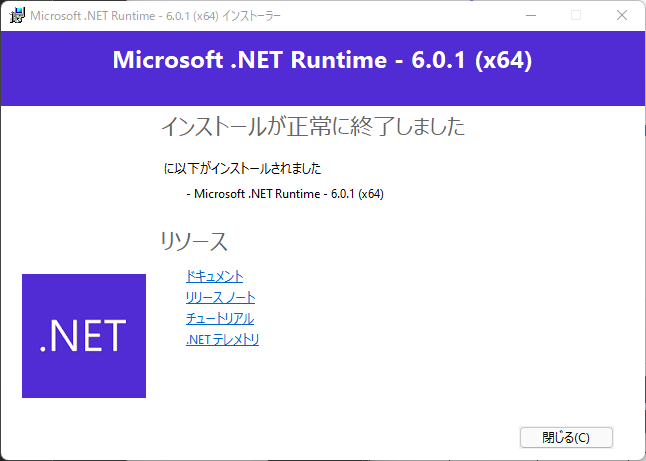 Microsoft .NET Runtime - 6.0.1 (x64) インストーラー
Microsoft .NET Runtime - 6.0.1 (x64)
インストールが正常に終了しました
に以下がインストールされました
- Microsoft .NET Runtime - 6.0.1 (x64)
リソース
ドキュメント
リリース ノート
チュートリアル
.NET テレメトリ
.NET
閉じる(C)